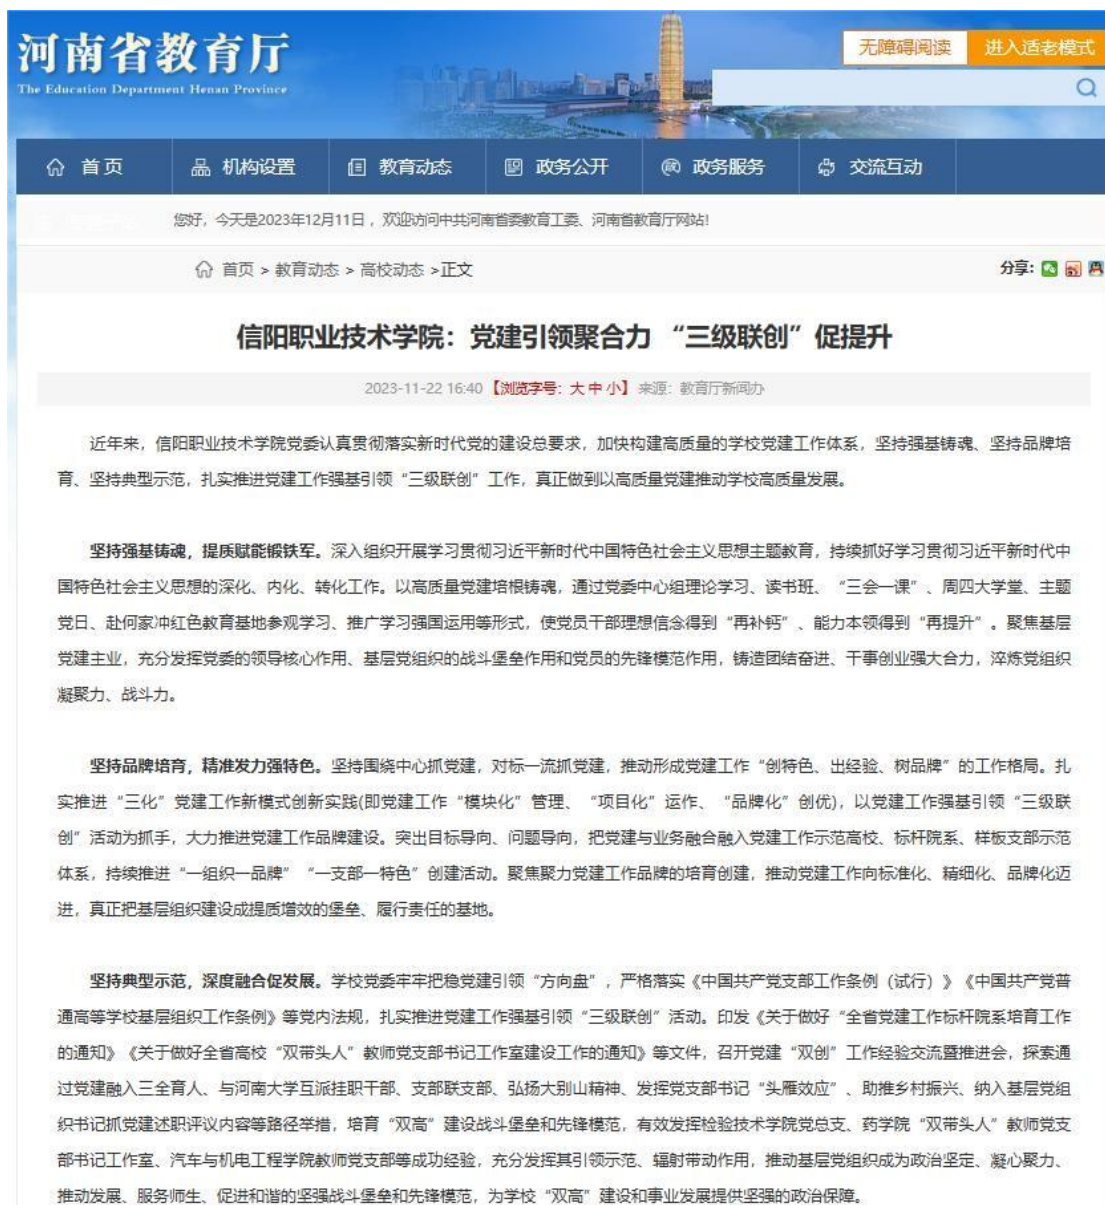 河南省教育厅
The Education Department Henan Province
无障碍阅读
进入适老模式
首页
机构设置
教育动态
政务公开
政务服务
交流互动
您好，今天是2023年12月11日，欢迎访问中共河南省委教育工委、河南省教育厅网站!
首页 > 教育动态 > 高校动态 >正文
分享:
信阳职业技术学院：党建引领聚合力 “三级联创”促提升
2023-11-22 16:40【浏览字号：大 中 小】来源：教育厅新闻办
近年来，信阳职业技术学院党委认真贯彻落实新时代党的建设总要求，加快构建高质量的学校党建工作体系，坚持强基铸魂、坚持品牌培
育、坚持典型示范，扎实推进党建工作强基引领“三级联创”工作，真正做到以高质量党建推动学校高质量发展。
坚持强基铸魂，提质赋能锻铁军。深入组织开展学习贯彻习近平新时代中国特色社会主义思想主题教育，持续抓好学习贯彻习近平新时代中
国特色社会主义思想的深化、内化、转化工作。以高质量党建培根铸魂，通过党委中心组理论学习、读书班、“三会一课”、周四大学堂、主题
党日、赴何家冲红色教育基地参观学习、推广学习强国运用等形式，使党员干部理想信念得到“再补钙”、能力本领得到“再提升”。聚焦基层
党建主业，充分发挥党委的领导核心作用、基层党组织的战斗堡垒作用和党员的先锋模范作用，铸造团结奋进、干事创业强大合力，淬炼党组织
凝聚力、战斗力。
坚持品牌培育，精准发力强特色。坚持围绕中心抓党建，对标一流抓党建，推动形成党建工作“创特色、出经验、树品牌”的工作格局。扎
实推进“三化”党建工作新模式创新实践(即党建工作“模块化”管理、“项目化”运作、“品牌化”创优)，以党建工作强基引领“三级联
创”活动为抓手，大力推进党建工作品牌建设。突出目标导向、问题导向，把党建与业务融合融入党建工作示范高校、标杆院系、样板支部示范
体系，持续推进“一组织一品牌”“一支部一特色”创建活动。聚焦聚力党建工作品牌的培育创建，推动党建工作向标准化、精细化、品牌化迈
进，真正把基层组织建设成提质增效的堡垒、履行责任的基地。
坚持典型示范，深度融合促发展。学校党委牢牢把稳党建引领“方向盘”，严格落实《中国共产党支部工作条例（试行）》《中国共产党普
通高等学校基层组织工作条例》等党内法规，扎实推进党建工作强基引领“三级联创”活动。印发《关于做好“全省党建工作标杆院系培育工作
的通知》《关于做好全省高校“双带头人”教师党支部书记工作室建设工作的通知》等文件，召开党建“双创”工作经验交流暨推进会，探索通
过党建融入三全育人、与河南大学互派挂职干部、支部联支部、弘扬大别山精神、发挥党支部书记“头雁效应”、助推乡村振兴、纳入基层党组
织书记抓党建述职评议内容等路径举措，培育“双高”建设战斗堡垒和先锋模范，有效发挥检验技术学院党总支、药学院“双带头人”教师党支
部书记工作室、汽车与机电工程学院教师党支部等成功经验，充分发挥其引领示范、辐射带动作用，推动基层党组织成为政治坚定、凝心聚力、
推动发展、服务师生、促进和谐的坚强战斗堡垒和先锋模范，为学校“双高”建设和事业发展提供坚强的政治保障。